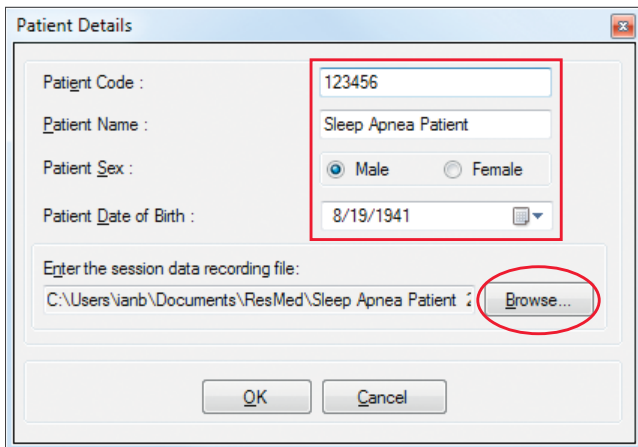 Patient Details
Patient Code : 123456
Patient Name : Sleep Apnea Patient
Patient Sex : Male Female
Patient Date of Birth : 8/19/1941
Enter the session data recording file:
C:\Users\ianb\Documents\ResMed\Sleep Apnea Patient Browse...
OK Cancel